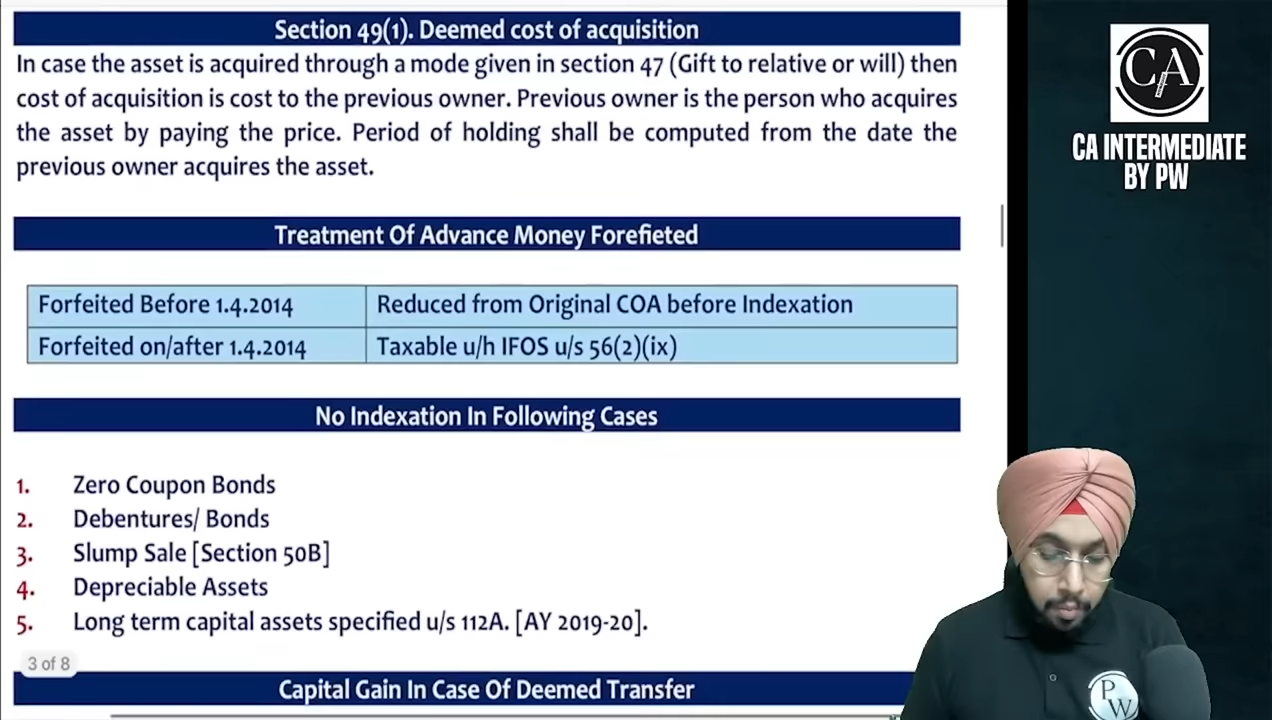 Section 49(1). Deemed cost of acquisition
In case the asset is acquired through a mode given in section 47 (Gift to relative or will) then
cost of acquisition is cost to the previous owner. Previous owner is the person who acquires
the asset by paying the price. Period of holding shall be computed from the date the
previous owner acquires the asset.
Treatment Of Advance Money Forefieted
Forfeited Before 1.4.2014 Reduced from Original COA before Indexation
Forfeited on/after 1.4.2014 Taxable u/h IFOS u/s 56(2)(ix)
No Indexation In Following Cases
1. Zero Coupon Bonds
2. Debentures/ Bonds
3. Slump Sale [Section 50B]
4. Depreciable Assets
5. Long term capital assets specified u/s 112A. [AY 2019-20].
3 of 8
Capital Gain In Case Of Deemed Transfer
CA
CA INTERMEDIATE
BY PW
PW